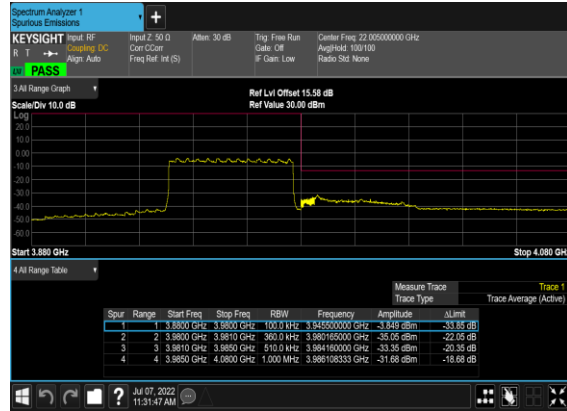 Spectrum Analyzer 1
Spurious Emissions
KEYSIGHT Input: RF Input Z: 50 Ω Atten: 30 dB Trig: Free Run Center Freq: 22.005000000 GHz
R T Coupling: DC Corr CCorr Gate: Off Avg|Hold: 100/100
Align: Auto Freq Ref: Int (S) IF Gain: Low Radio Std: None
PASS
3 All Range Graph
Ref Lvl Offset 15.58 dB
Scale/Div 10.0 dB Ref Value 30.00 dBm
Log
20.0
10.0
0.00
-10.0
-20.0
-30.0
-40.0
-50.0
-60.0
Start 3.880 GHz Stop 4.080 GH
4 All Range Table
Measure Trace Trace 1
Trace Type Trace Average (Active)
Spur Range Start Freq Stop Freq RBW Frequency Amplitude ΔLimit
1 1 3.8800 GHz 3.9800 GHz 100.0 kHz 3.945500000 GHz -3.849 dBm -33.85 dB
2 2 3.9800 GHz 3.9810 GHz 360.0 kHz 3.980165000 GHz -35.05 dBm -22.05 dB
3 3 3.9810 GHz 3.9850 GHz 510.0 kHz 3.984160000 GHz -33.35 dBm -20.35 dB
4 4 3.9850 GHz 4.0800 GHz 1.000 MHz 3.986108333 GHz -31.68 dBm -18.68 dB
? Jul 07, 2022
11:31:47 AM